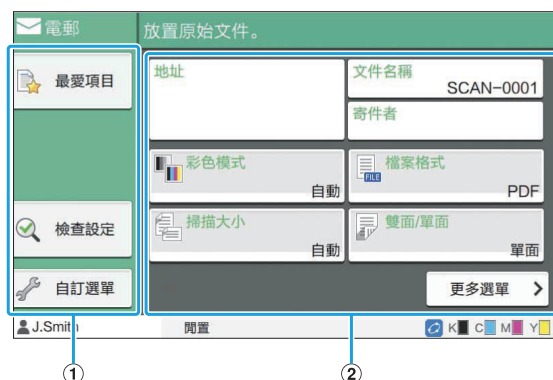 電郵
放置原始文件。
最愛項目
檢查設定
自訂選單
地址
文件名稱
SCAN-0001
寄件者
彩色模式
自動
檔案格式
FILE
PDF
掃描大小
自動
雙面/單面
單面
更多選單
J.Smith
閒置
K C M Y
① ②